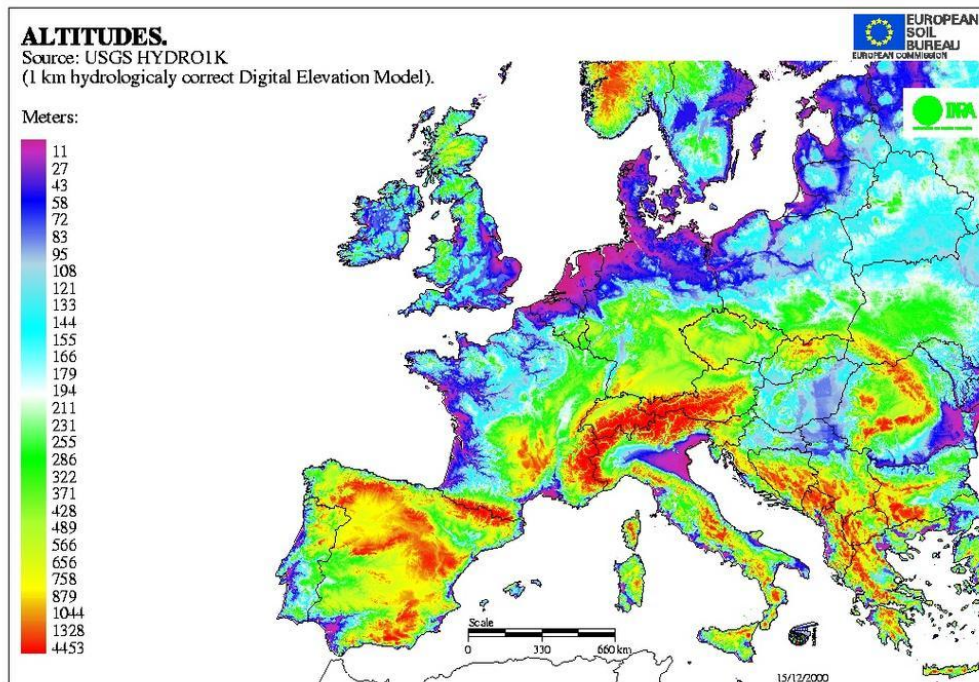 ALTITUDES.
Source: USGS HYDRO1K
(1 km hydrologicaly correct Digital Elevation Model).
Meters:
11
27
43
58
72
83
95
108
121
133
144
155
166
179
194
211
231
255
286
322
371
428
489
566
658
758
879
1044
1328
4453
EUROPEAN
SOIL
BUREAU
EUROPEAN COMMISSION
INRA
Scale
0 330 660 km
15/12/2000